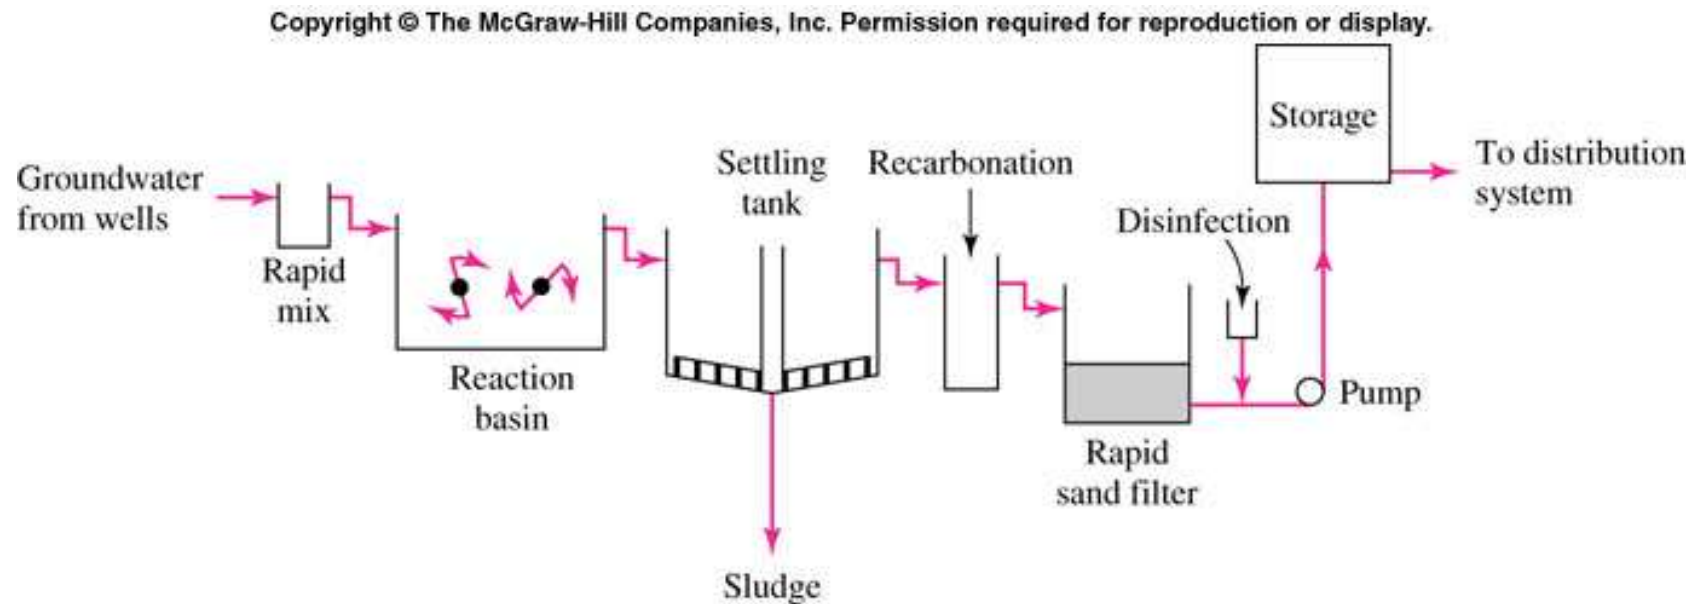 Copyright © The McGraw-Hill Companies, Inc. Permission required for reproduction or display.
Groundwater
from wells
Rapid
mix
Reaction
basin
Settling
tank
Sludge
Recarbonation
Rapid
sand filter
Disinfection
Pump
Storage
To distribution
system